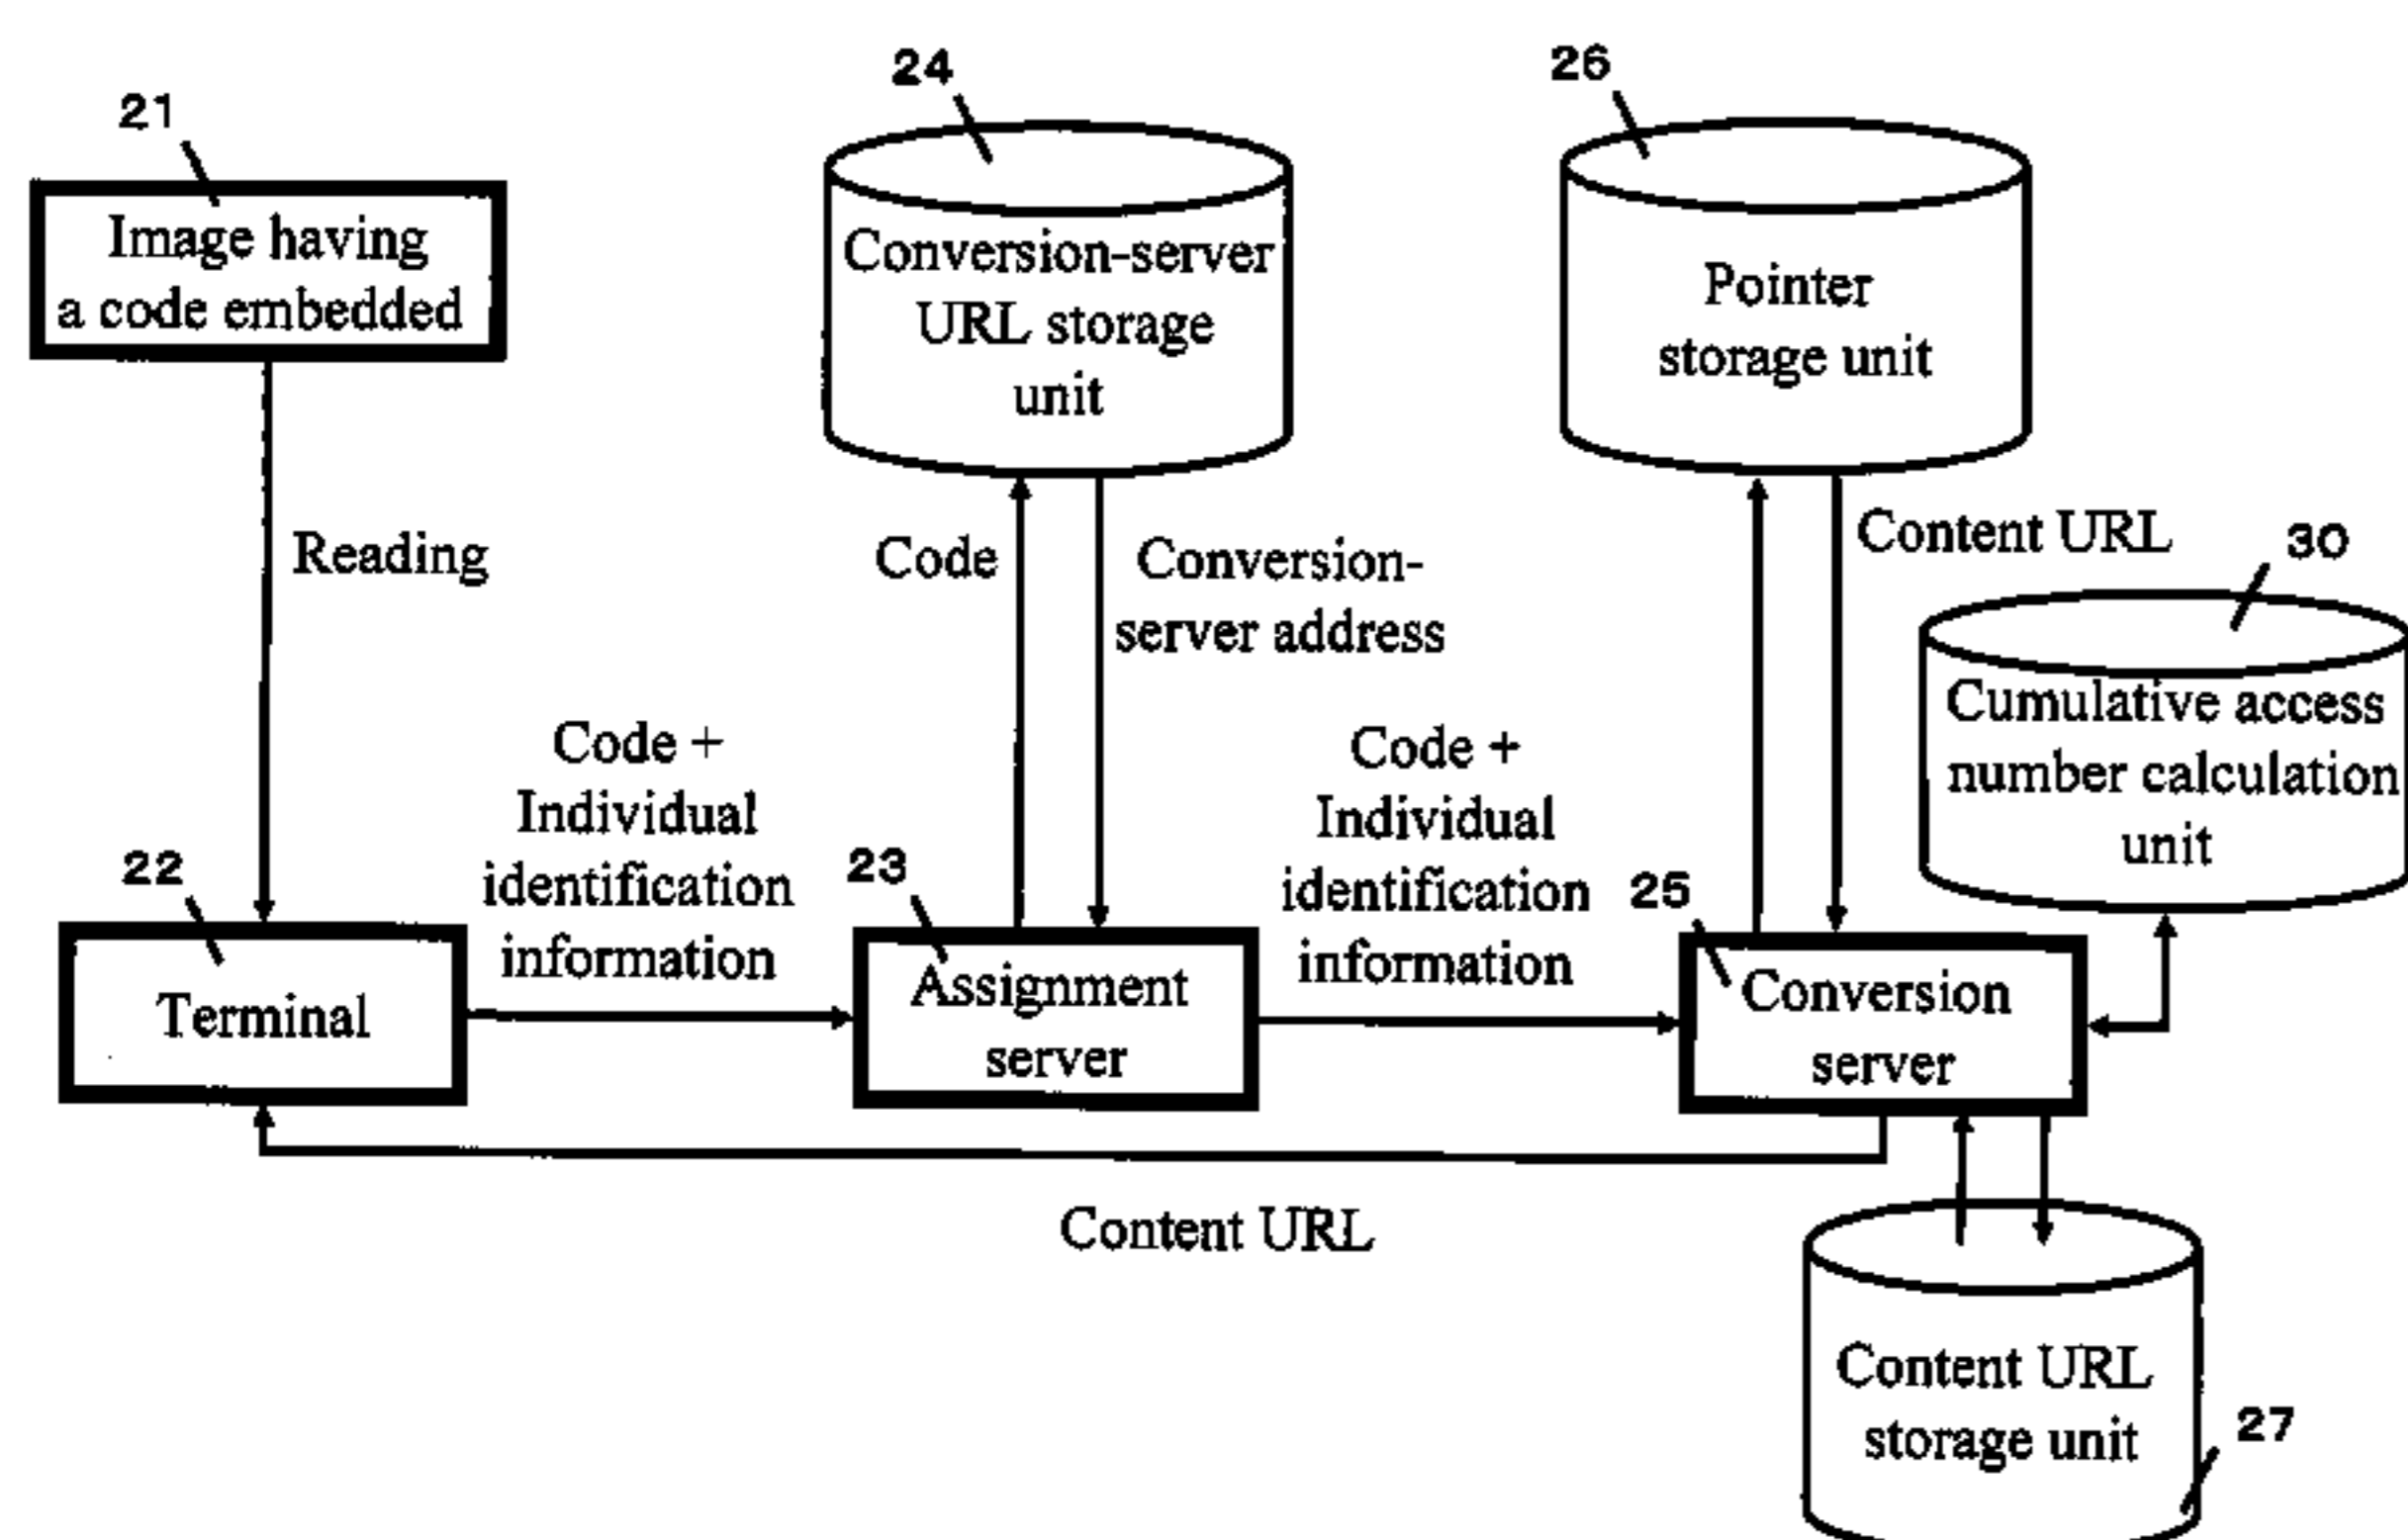 21
Image having
a code embedded
24
Conversion-server
URL storage
unit
26
Pointer
storage unit
Reading
Code
Conversion-
server address
Content URL
30
Cumulative access
number calculation
unit
22
Terminal
Code +
Individual
identification
information
23
Assignment
server
Code +
Individual
identification
information
25
Conversion
server
Content URL
Content URL
storage unit
27